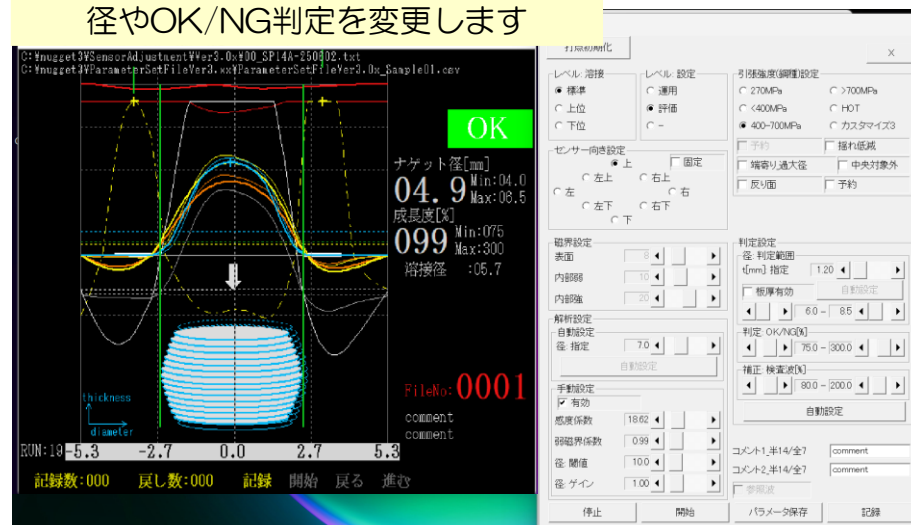 径やOK/NG判定を変更します
C:¥nugget3¥SensorAdjustment¥Ver3.0x¥00_SP14A-250802.txt
C:¥nugget3¥ParameterSetFileVer3.xx¥ParameterSetFileVer3.0x_Sample01.csv
OK
ナゲット径[mm]
04.9
Min:04.0
Max:06.5
成長度[%]
099
Min:075
Max:300
溶接径 :05.7
thickness
diameter
FileNo:0001
comment
comment
RUN:19
-5.3 -2.7 0.0 2.7 5.3
記録数:000 戻し数:000 記録 開始 戻る 進む
打点初期化
×
レベル: 溶接
標準
上位
下位
レベル: 設定
運用
評価
-
引張強度(鋼種)設定
270MPa >700MPa
<400MPa HOT
400-700MPa カスタマイズ3
予約 揺れ低減
端寄り_過大径 中央対象外
反り面 予約
センサー向き設定
上 固定
左上 右上
左 右
左下 右下
下
磁界設定
表面 8
内部弱 10
内部強 20
解析設定
自動設定
径: 指定 7.0
自動設定
手動設定
有効
感度係数 18.62
弱磁界係数 0.99
径: 閾値 10.0
径: ゲイン 1.00
判定設定
径: 判定範囲
t[mm]: 指定 1.20
板厚有効 自動設定
6.0 - 8.5
判定: OK/NG[%]
75.0 - 300.0
補正: 検査波[%]
80.0 - 200.0
自動設定
コメント1_半14/全7 comment
コメント2_半14/全7 comment
参照波
停止 開始 パラメータ保存 記録